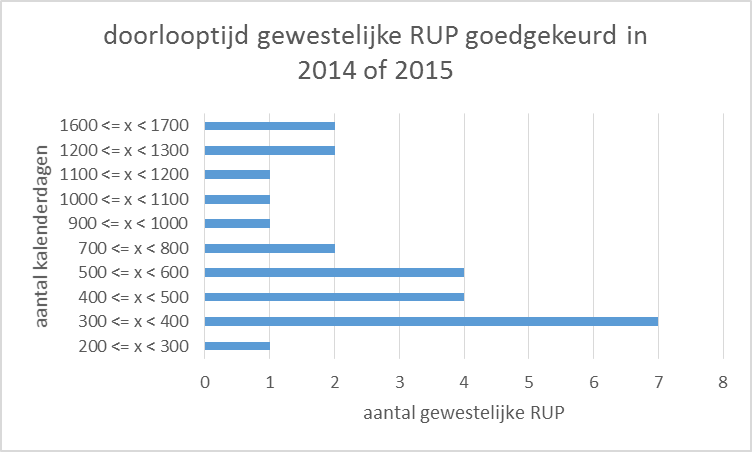 doorlooptijd gewestelijke RUP goedgekeurd in
2014 of 2015
aantal kalenderdagen
1600 <= x < 1700
1200 <= x < 1300
1100 <= x < 1200
1000 <= x < 1100
900 <= x < 1000
700 <= x < 800
500 <= x < 600
400 <= x < 500
300 <= x < 400
200 <= x < 300
0 1 2 3 4 5 6 7 8
aantal gewestelijke RUP